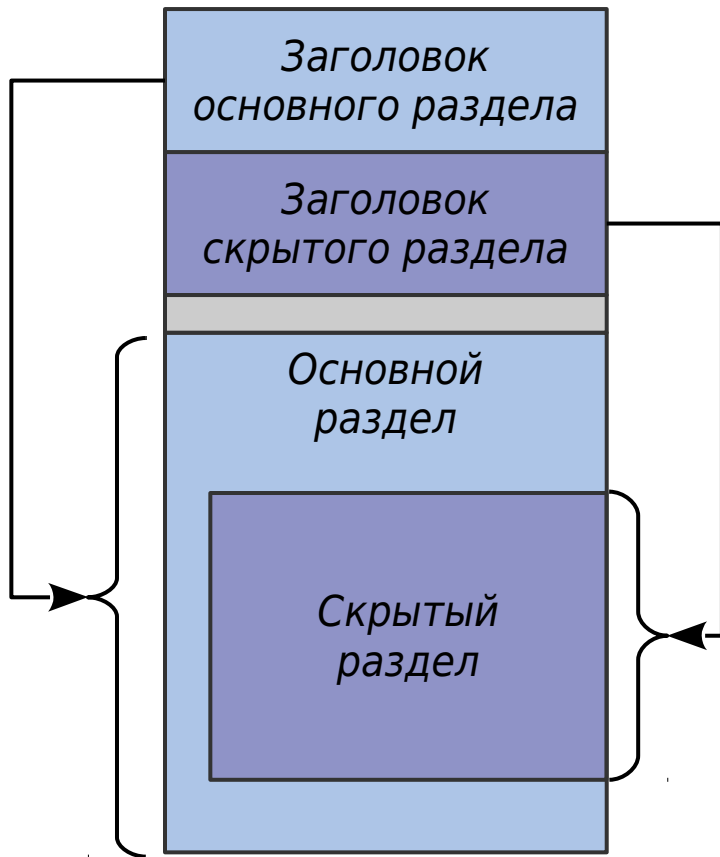 Заголовок
основного раздела
Заголовок
скрытого раздела
Основной
раздел
Скрытый
раздел